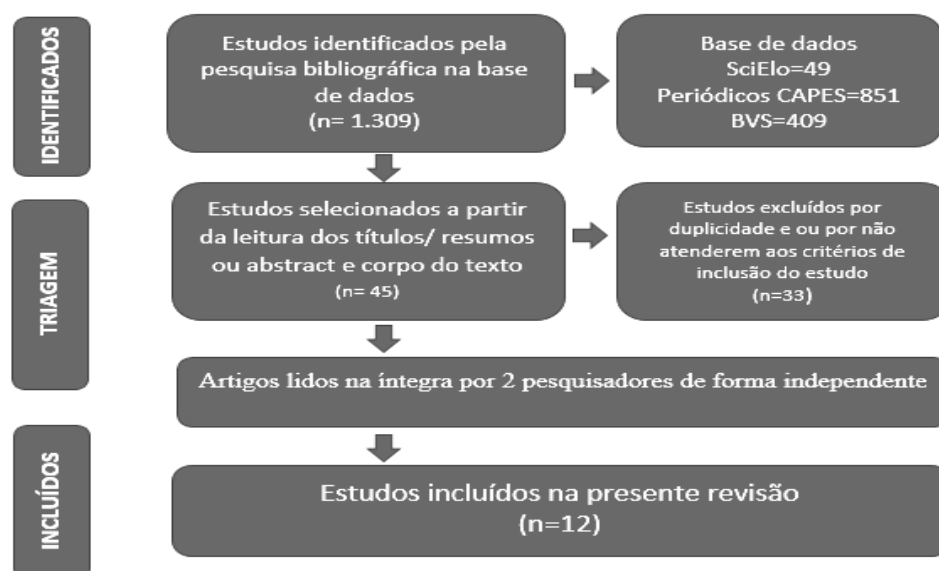 IDENTIFICADOS
Estudos identificados pela
pesquisa bibliográfica na base
de dados
(n= 1.309)
Base de dados
SciElo=49
Periódicos CAPES=851
BVS=409
TRIAGEM
Estudos selecionados a partir
da leitura dos títulos/ resumos
ou abstract e corpo do texto
(n= 45)
Estudos excluídos por
duplicidade e ou por não
atenderem aos critérios de
inclusão do estudo
(n=33)
Artigos lidos na íntegra por 2 pesquisadores de forma independente
INCLUÍDOS
Estudos incluídos na presente revisão
(n=12)